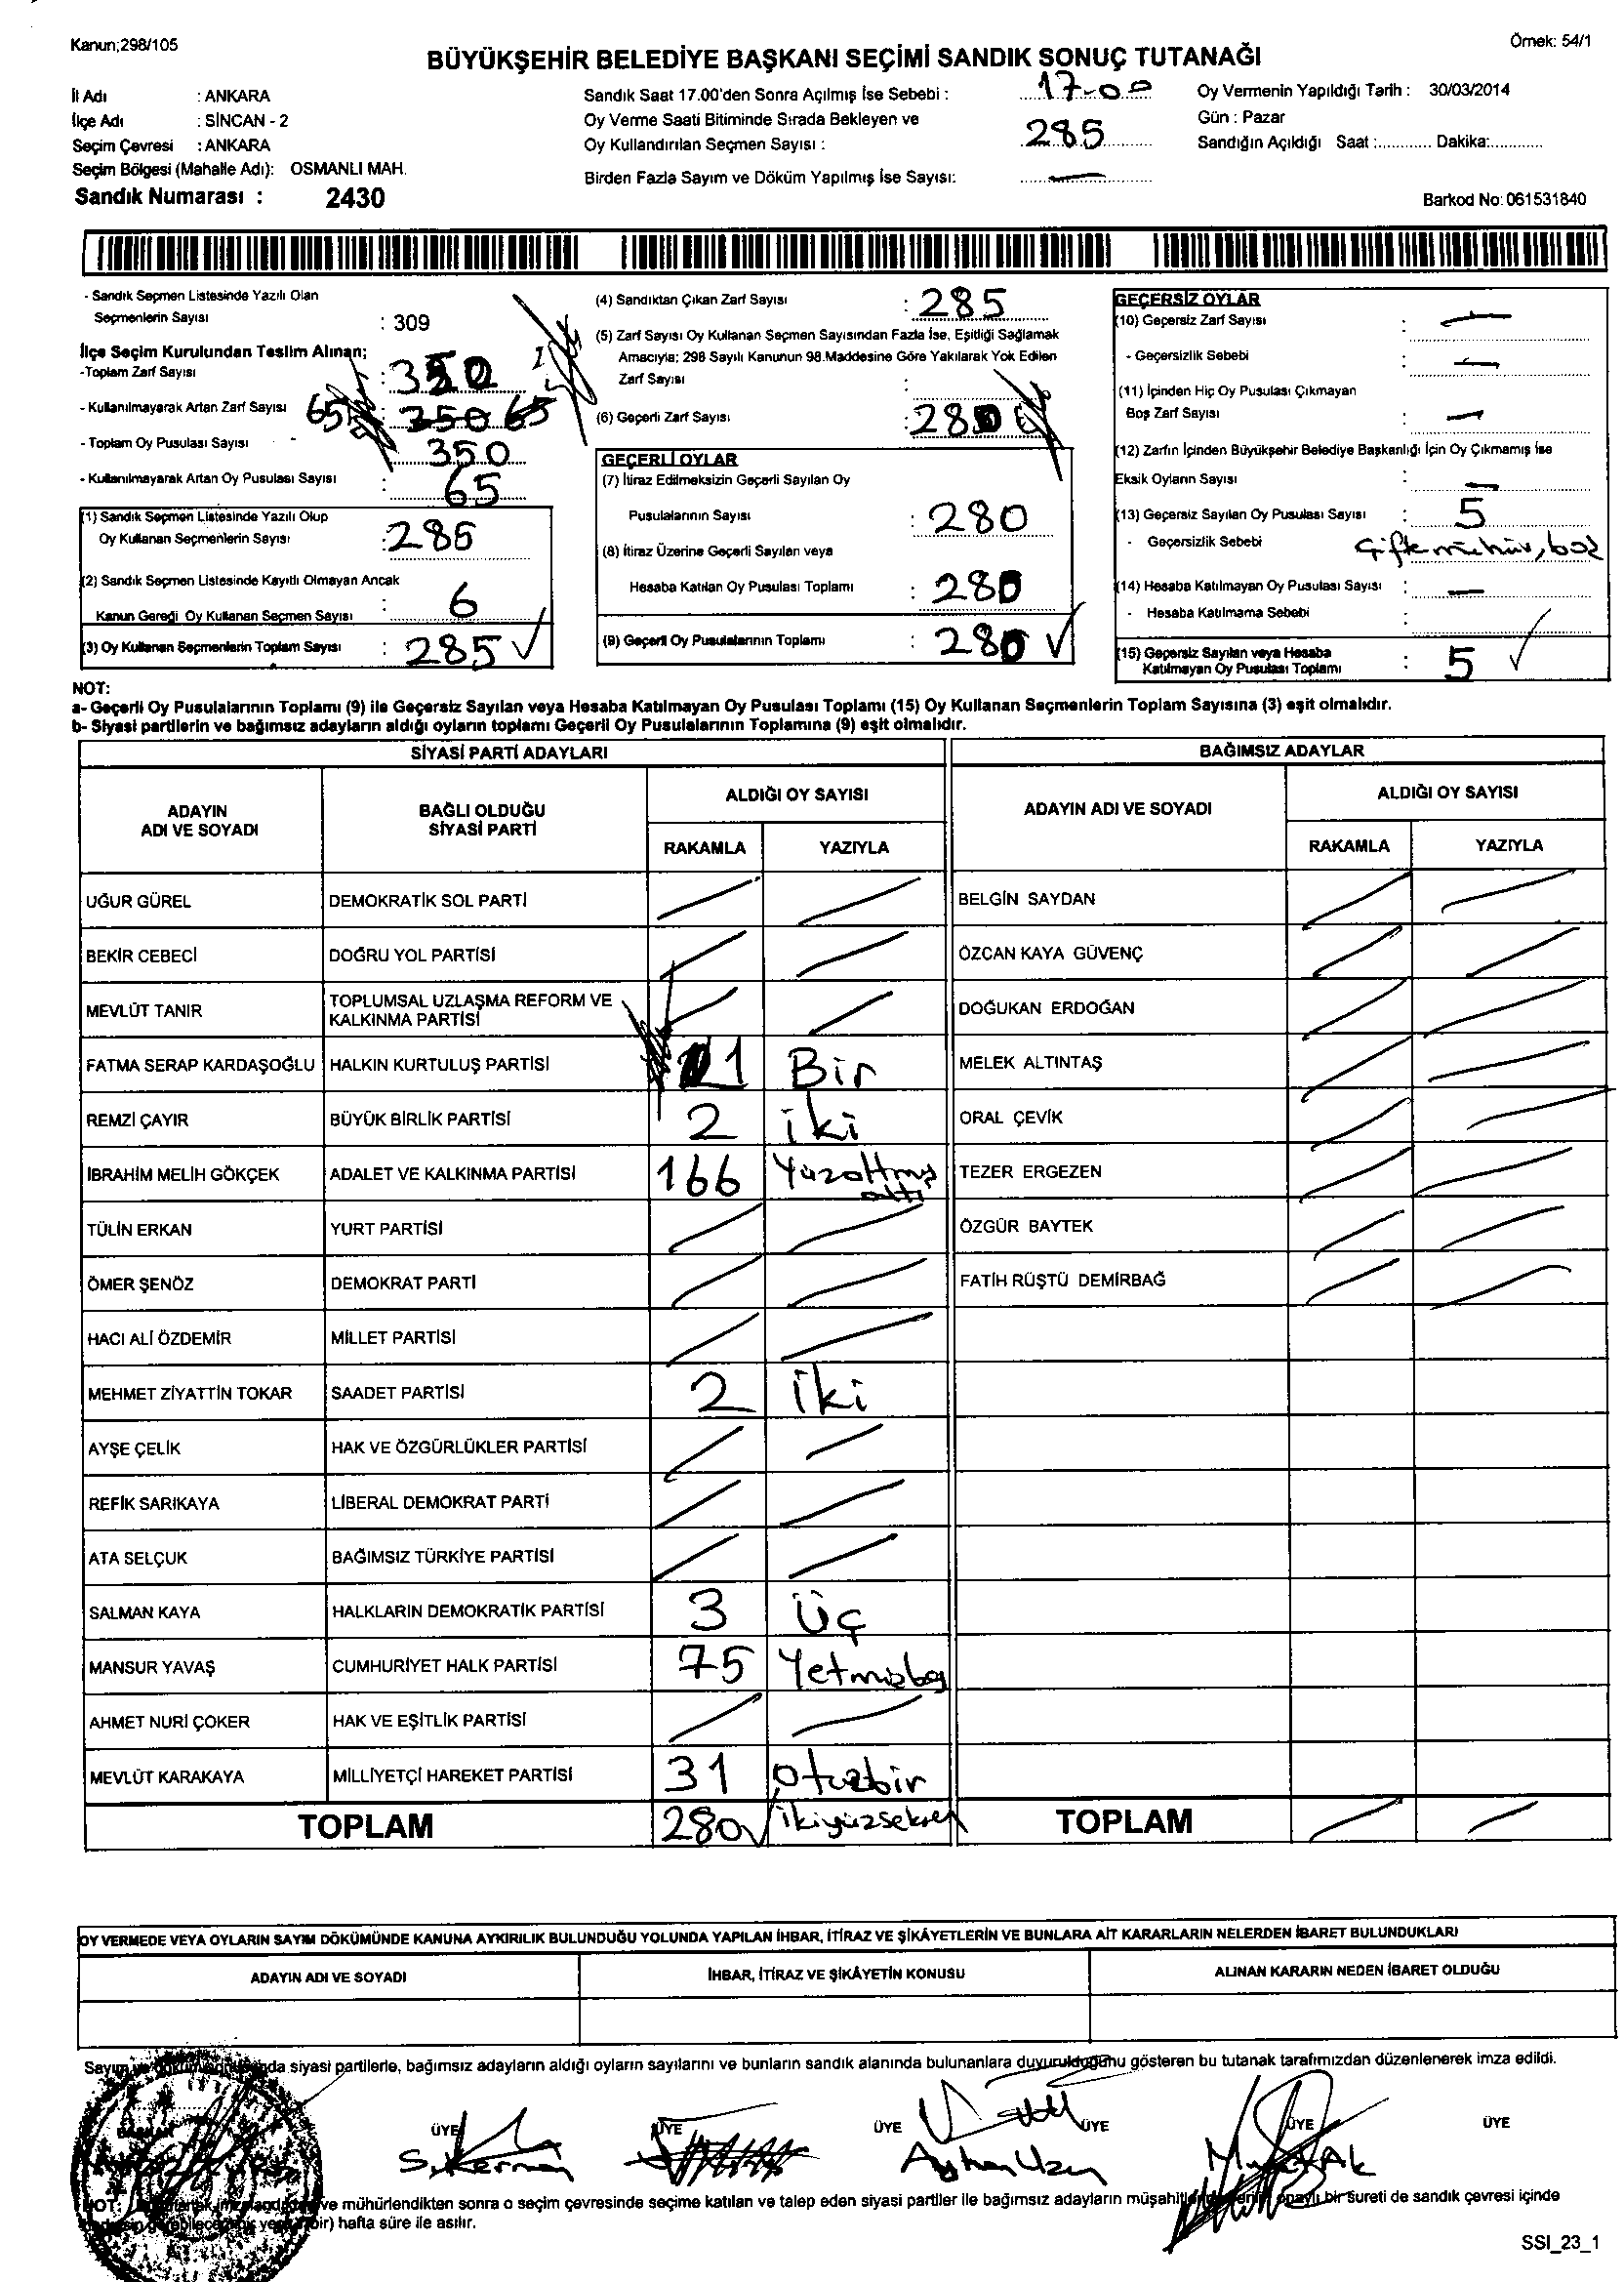 Kanun;298/105
Örnek: 54/1
BÜYÜKŞEHİR BELEDİYE BAŞKANI SEÇİMİ SANDIK SONUÇ TUTANAĞI
İl Adı : ANKARA
İlçe Adı : SİNCAN - 2
Seçim Çevresi : ANKARA
Seçim Bölgesi (Mahalle Adı): OSMANLI MAH.
Sandık Numarası : 2430
Sandık Saat 17.00'den Sonra Açılmış İse Sebebi : 17-00
Oy Verme Saati Bitiminde Sırada Bekleyen ve
Oy Kullandırılan Seçmen Sayısı : 285
Birden Fazla Sayım ve Döküm Yapılmış İse Sayısı: —
Oy Vermenin Yapıldığı Tarih : 30/03/2014
Gün : Pazar
Sandığın Açıldığı Saat :............ Dakika:............
Barkod No: 061531840
- Sandık Seçmen Listesinde Yazılı Olan
Seçmenlerin Sayısı : 309
İlçe Seçim Kurulundan Teslim Alınan;
-Toplam Zarf Sayısı : 350
- Kullanılmayarak Artan Zarf Sayısı 65 : 350 65
- Toplam Oy Pusulası Sayısı 350
- Kullanılmayarak Artan Oy Pusulası Sayısı : 65
(1) Sandık Seçmen Listesinde Yazılı Olup
Oy Kullanan Seçmenlerin Sayısı : 285
(2) Sandık Seçmen Listesinde Kayıtlı Olmayan Ancak
Kanun Gereği Oy Kullanan Seçmen Sayısı : 6
(3) Oy Kullanan Seçmenlerin Toplam Sayısı : 285 ✓
(4) Sandıktan Çıkan Zarf Sayısı : 285
(5) Zarf Sayısı Oy Kullanan Seçmen Sayısından Fazla İse, Eşitliği Sağlamak
Amacıyla; 298 Sayılı Kanunun 98.Maddesine Göre Yakılarak Yok Edilen
Zarf Sayısı :
(6) Geçerli Zarf Sayısı : 280
GEÇERLİ OYLAR
(7) İtiraz Edilmeksizin Geçerli Sayılan Oy
Pusulalarının Sayısı : 280
(8) İtiraz Üzerine Geçerli Sayılan veya
Hesaba Katılan Oy Pusulası Toplamı : 280
(9) Geçerli Oy Pusulalarının Toplamı : 280 ✓
GEÇERSİZ OYLAR
(10) Geçersiz Zarf Sayısı : —
- Geçersizlik Sebebi : —
(11) İçinden Hiç Oy Pusulası Çıkmayan
Boş Zarf Sayısı : —
(12) Zarfın İçinden Büyükşehir Belediye Başkanlığı İçin Oy Çıkmamış İse
Eksik Oyların Sayısı : —
(13) Geçersiz Sayılan Oy Pusulası Sayısı : 5
- Geçersizlik Sebebi : Çift mühür,
(14) Hesaba Katılmayan Oy Pusulası Sayısı : —
- Hesaba Katılmama Sebebi :
(15) Geçersiz Sayılan veya Hesaba
Katılmayan Oy Pusulası Toplamı : 5 ✓
NOT:
a- Geçerli Oy Pusulalarının Toplamı (9) ile Geçersiz Sayılan veya Hesaba Katılmayan Oy Pusulası Toplamı (15) Oy Kullanan Seçmenlerin Toplam Sayısına (3) eşit olmalıdır.
b- Siyasi partilerin ve bağımsız adayların aldığı oyların toplamı Geçerli Oy Pusulalarının Toplamına (9) eşit olmalıdır.
SİYASİ PARTİ ADAYLARI
ADAYIN ADI VE SOYADI BAĞLI OLDUĞU SİYASİ PARTİ ALDIĞI OY SAYISI
RAKAMLA YAZIYLA
UĞUR GÜREL DEMOKRATİK SOL PARTİ
BEKİR CEBECİ DOĞRU YOL PARTİSİ
MEVLÜT TANIR TOPLUMSAL UZLAŞMA REFORM VE KALKINMA PARTİSİ
FATMA SERAP KARDAŞOĞLU HALKIN KURTULUŞ PARTİSİ 1 Bir
REMZİ ÇAYIR BÜYÜK BİRLİK PARTİSİ 2 iki
İBRAHİM MELİH GÖKÇEK ADALET VE KALKINMA PARTİSİ 166 Yüzaltmış altı
TÜLİN ERKAN YURT PARTİSİ
ÖMER ŞENÖZ DEMOKRAT PARTİ
HACI ALİ ÖZDEMİR MİLLET PARTİSİ
MEHMET ZİYATTİN TOKAR SAADET PARTİSİ 2 İki
AYŞE ÇELİK HAK VE ÖZGÜRLÜKLER PARTİSİ
REFİK SARIKAYA LİBERAL DEMOKRAT PARTİ
ATA SELÇUK BAĞIMSIZ TÜRKİYE PARTİSİ
SALMAN KAYA HALKLARIN DEMOKRATİK PARTİSİ 3 Üç
MANSUR YAVAŞ CUMHURİYET HALK PARTİSİ 75 Yetmişbeş
AHMET NURİ ÇOKER HAK VE EŞİTLİK PARTİSİ
MEVLÜT KARAKAYA MİLLİYETÇİ HAREKET PARTİSİ 31 Otuzbir
TOPLAM 280 ✓ ikiyüzseksen
BAĞIMSIZ ADAYLAR
ADAYIN ADI VE SOYADI ALDIĞI OY SAYISI
RAKAMLA YAZIYLA
BELGİN SAYDAN
ÖZCAN KAYA GÜVENÇ
DOĞUKAN ERDOĞAN
MELEK ALTINTAŞ
ORAL ÇEVİK
TEZER ERGEZEN
ÖZGÜR BAYTEK
FATİH RÜŞTÜ DEMİRBAĞ
TOPLAM
OY VERMEDE VEYA OYLARIN SAYIM DÖKÜMÜNDE KANUNA AYKIRILIK BULUNDUĞU YOLUNDA YAPILAN İHBAR, İTİRAZ VE ŞİKÂYETLERİN VE BUNLARA AİT KARARLARIN NELERDEN İBARET BULUNDUKLARI
ADAYIN ADI VE SOYADI İHBAR, İTİRAZ VE ŞİKÂYETİN KONUSU ALINAN KARARIN NEDEN İBARET OLDUĞU
Sayım siyasi partilerle, bağımsız adayların aldığı oyların sayılarını ve bunların sandık alanında bulunanlara duyurulduğunu gösteren bu tutanak tarafımızdan düzenlenerek imza edildi.
ÜYE ÜYE ÜYE ÜYE ÜYE ÜYE
Ayhan Uzun
NOT: ve mühürlendikten sonra o seçim çevresinde seçime katılan ve talep eden siyasi partiler ile bağımsız adayların bir sureti de sandık çevresi içinde
bir) hafta süre ile asılır.
SSI_23_1